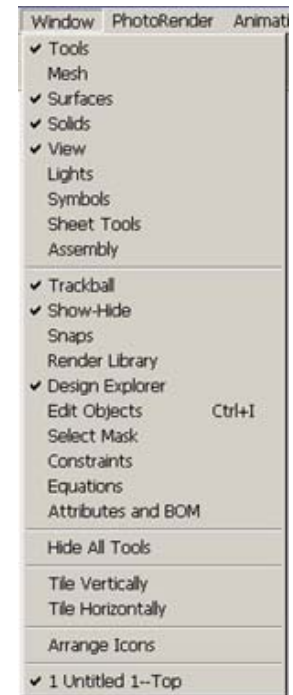 Window PhotoRender Animati
Tools
Mesh
Surfaces
Solids
View
Lights
Symbols
Sheet Tools
Assembly
Trackball
Show-Hide
Snaps
Render Library
Design Explorer
Edit Objects Ctrl+I
Select Mask
Constraints
Equations
Attributes and BOM
Hide All Tools
Tile Vertically
Tile Horizontally
Arrange Icons
1 Untitled 1--Top